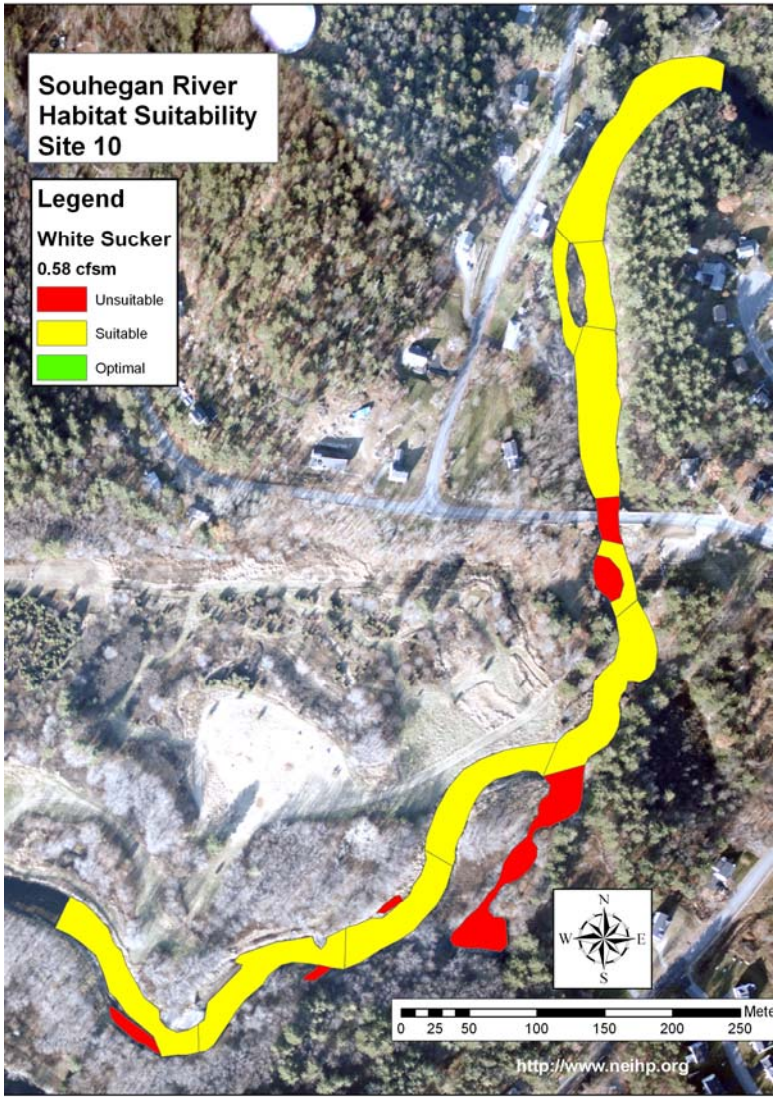 Souhegan River
Habitat Suitability
Site 10
Legend
White Sucker
0.58 cfsm
Unsuitable
Suitable
Optimal
N
W E
S
Mete
0 25 50 100 150 200 250
http://www.neihp.org